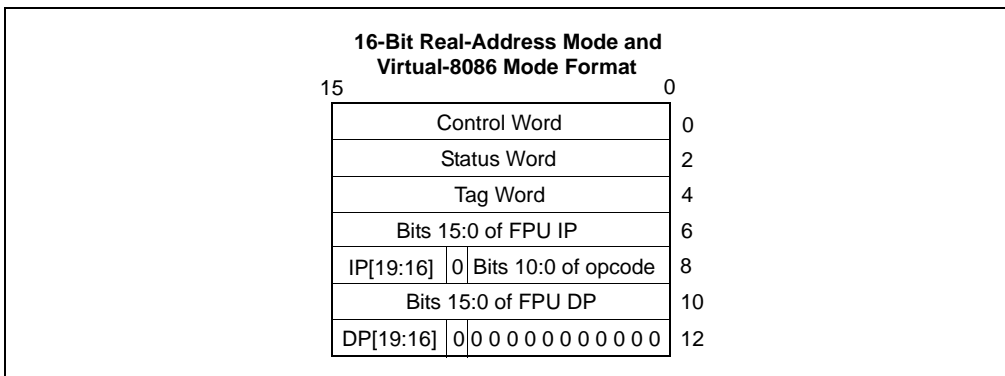 16-Bit Real-Address Mode and
Virtual-8086 Mode Format
15 0
Control Word 0
Status Word 2
Tag Word 4
Bits 15:0 of FPU IP 6
IP[19:16] 0 Bits 10:0 of opcode 8
Bits 15:0 of FPU DP 10
DP[19:16] 0 0 0 0 0 0 0 0 0 0 0 0 12